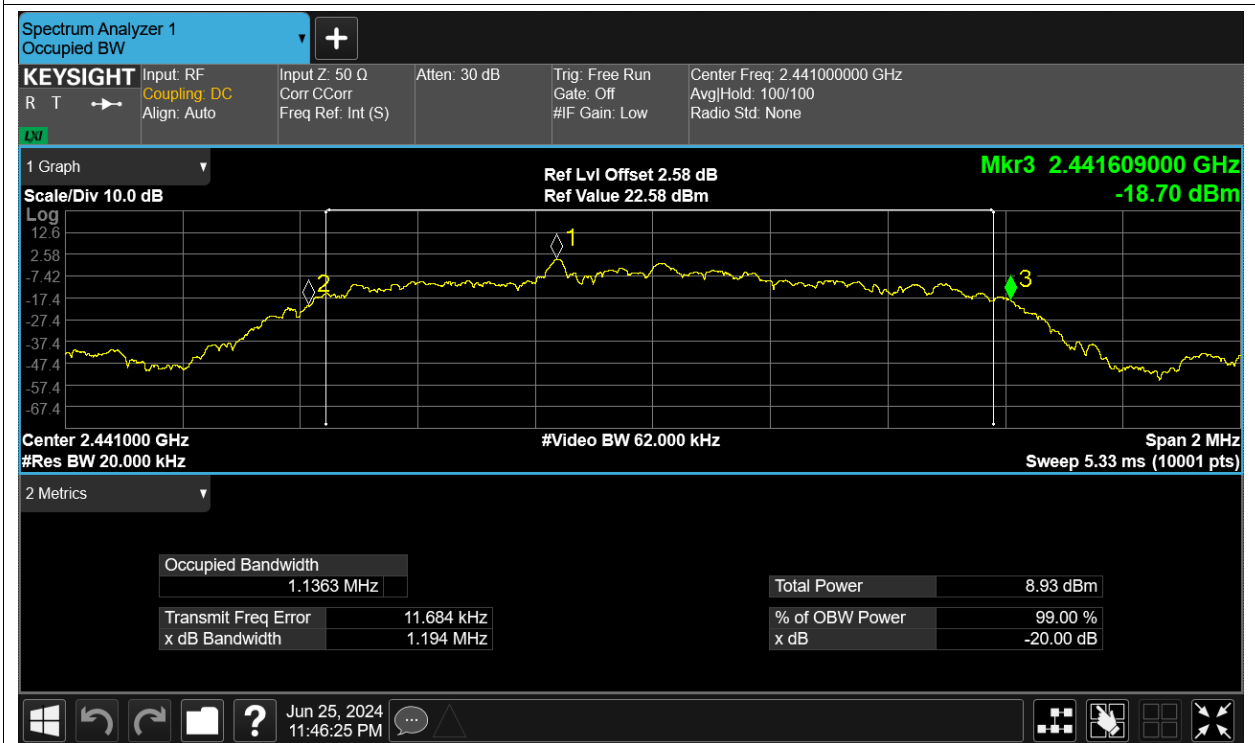 Spectrum Analyzer 1
Occupied BW
KEYSIGHT
R T
LXI
Input: RF
Coupling: DC
Align: Auto
Input Z: 50 Ω
Corr CCorr
Freq Ref: Int (S)
Atten: 30 dB
Trig: Free Run
Gate: Off
#IF Gain: Low
Center Freq: 2.441000000 GHz
Avg|Hold: 100/100
Radio Std: None
1 Graph
Scale/Div 10.0 dB
Ref Lvl Offset 2.58 dB
Ref Value 22.58 dBm
Mkr3 2.441609000 GHz
-18.70 dBm
Log
12.6
2.58
-7.42
-17.4
-27.4
-37.4
-47.4
-57.4
-67.4
1
2
3
Center 2.441000 GHz
#Res BW 20.000 kHz
#Video BW 62.000 kHz
Span 2 MHz
Sweep 5.33 ms (10001 pts)
2 Metrics
Occupied Bandwidth
1.1363 MHz
Transmit Freq Error 11.684 kHz
x dB Bandwidth 1.194 MHz
Total Power 8.93 dBm
% of OBW Power 99.00 %
x dB -20.00 dB
?
Jun 25, 2024
11:46:25 PM